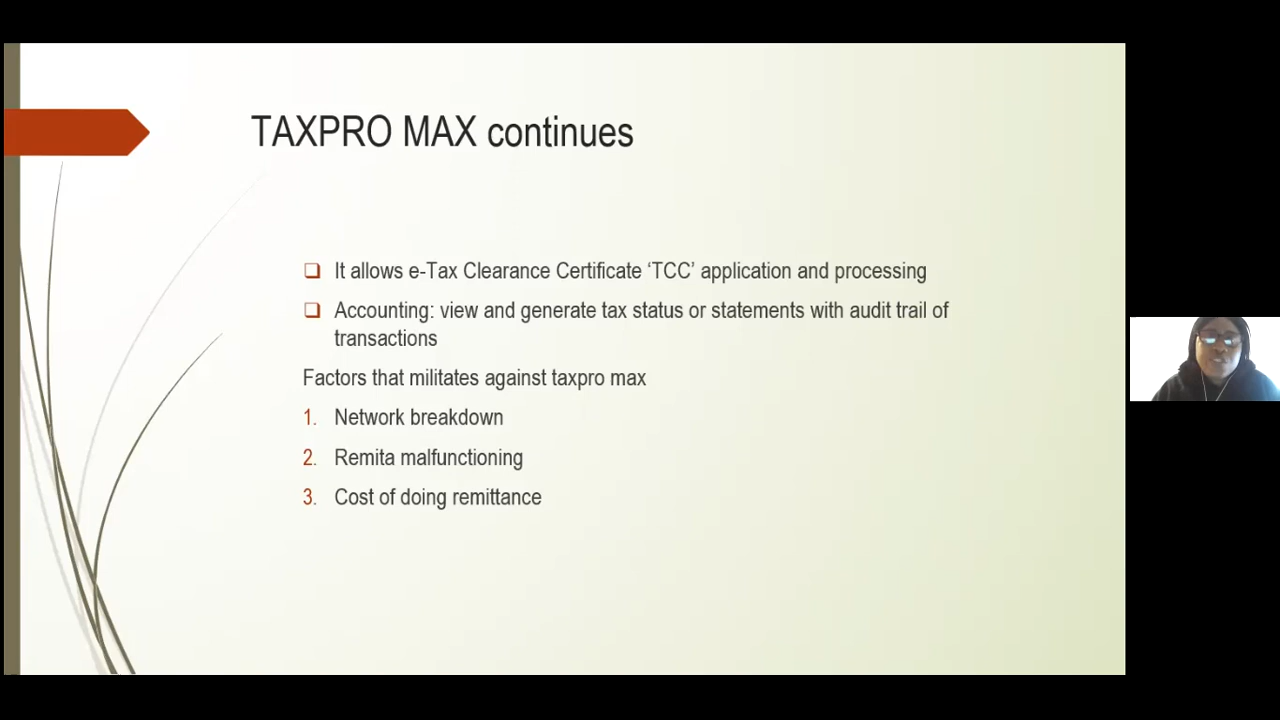 TAXPRO MAX continues
It allows e-Tax Clearance Certificate ‘TCC’ application and processing
Accounting: view and generate tax status or statements with audit trail of
transactions
Factors that militates against taxpro max
1. Network breakdown
2. Remita malfunctioning
3. Cost of doing remittance